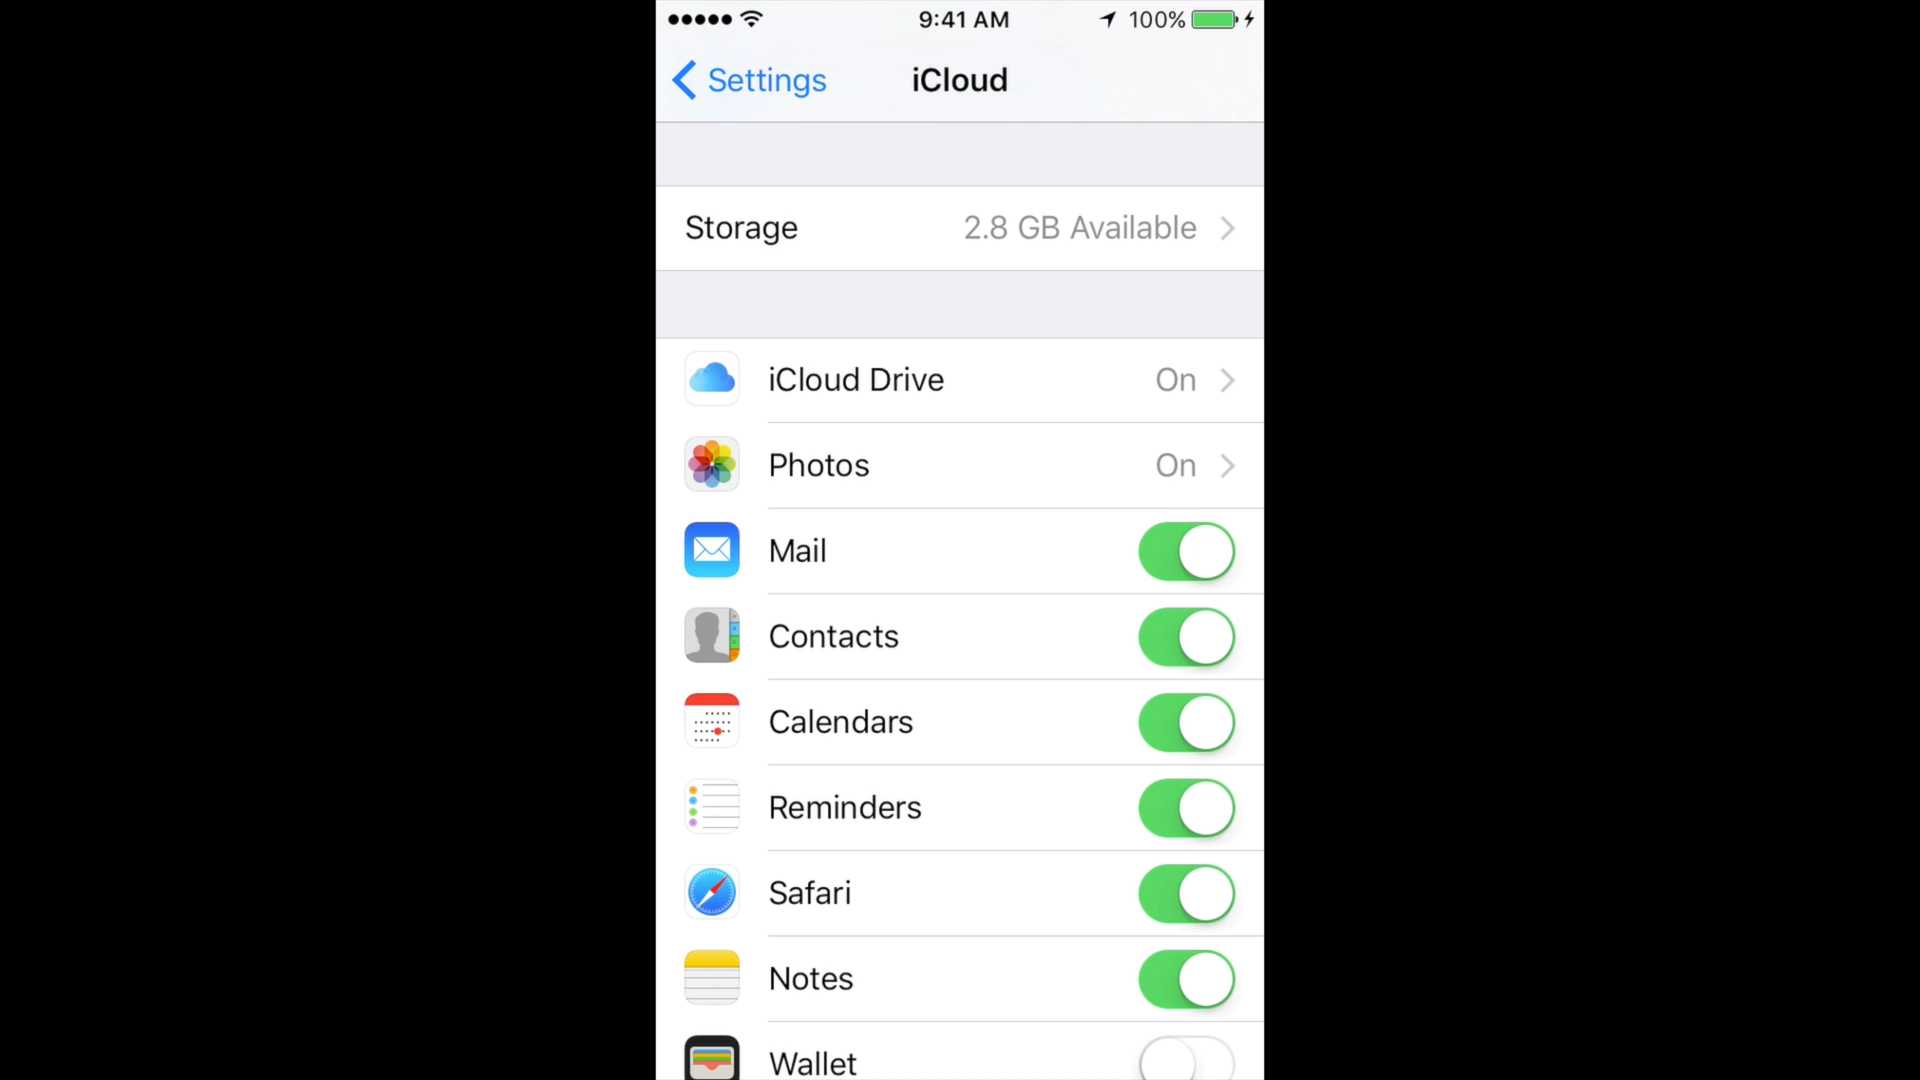 9:41 AM
100%
Settings
iCloud
Storage 2.8 GB Available
iCloud Drive On
Photos On
Mail
Contacts
Calendars
Reminders
Safari
Notes
Wallet